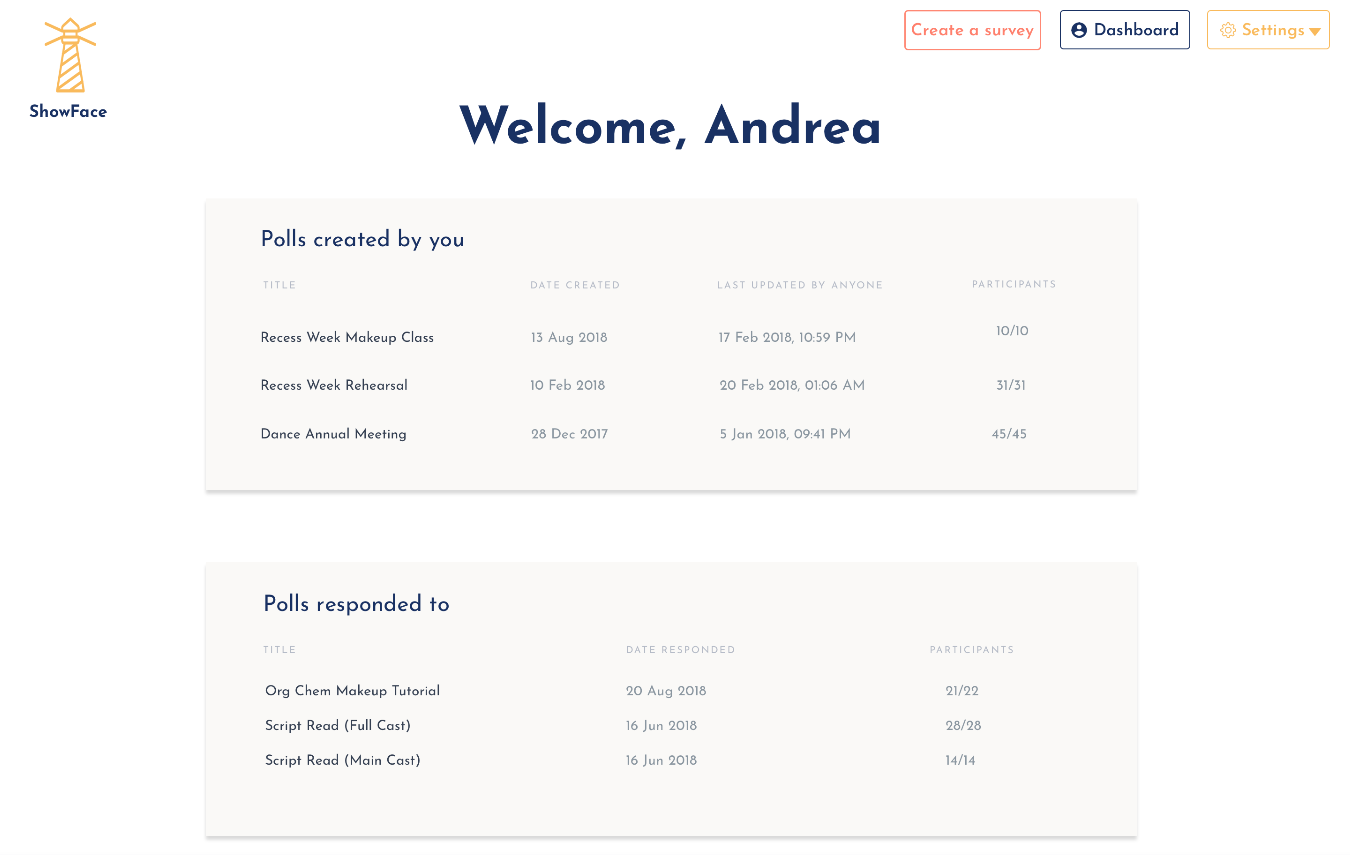 Create a survey Dashboard Settings
ShowFace
Welcome, Andrea
Polls created by you
TITLE DATE CREATED LAST UPDATED BY ANYONE PARTICIPANTS
Recess Week Makeup Class 13 Aug 2018 17 Feb 2018, 10:59 PM 10/10
Recess Week Rehearsal 10 Feb 2018 20 Feb 2018, 01:06 AM 31/31
Dance Annual Meeting 28 Dec 2017 5 Jan 2018, 09:41 PM 45/45
Polls responded to
TITLE DATE RESPONDED PARTICIPANTS
Org Chem Makeup Tutorial 20 Aug 2018 21/22
Script Read (Full Cast) 16 Jun 2018 28/28
Script Read (Main Cast) 16 Jun 2018 14/14